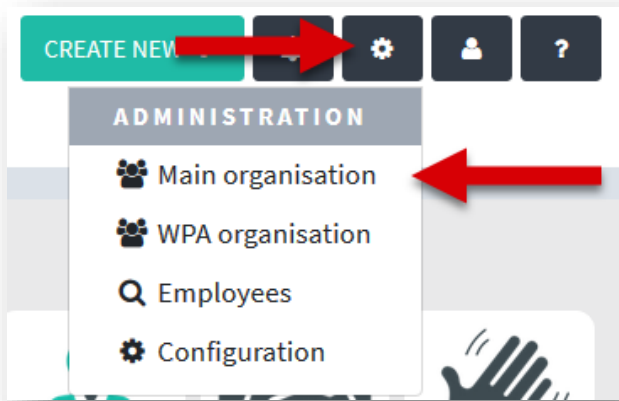 CREATE NEW
?
ADMINISTRATION
Main organisation
WPA organisation
Employees
Configuration